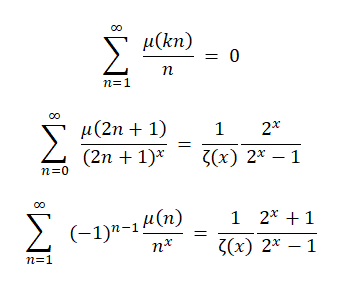 ∑_{n=1}^{∞} μ(kn)/n = 0
∑_{n=0}^{∞} μ(2n + 1)/(2n + 1)^x = 1/ζ(x) 2^x/(2^x − 1)
∑_{n=1}^{∞} (−1)^{n−1} μ(n)/n^x = 1/ζ(x) (2^x + 1)/(2^x − 1)